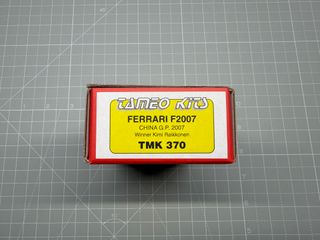 TAMEO KITS
FERRARI F2007
CHINA G.P. 2007
Winner Kimi Raikkonen
TMK 370